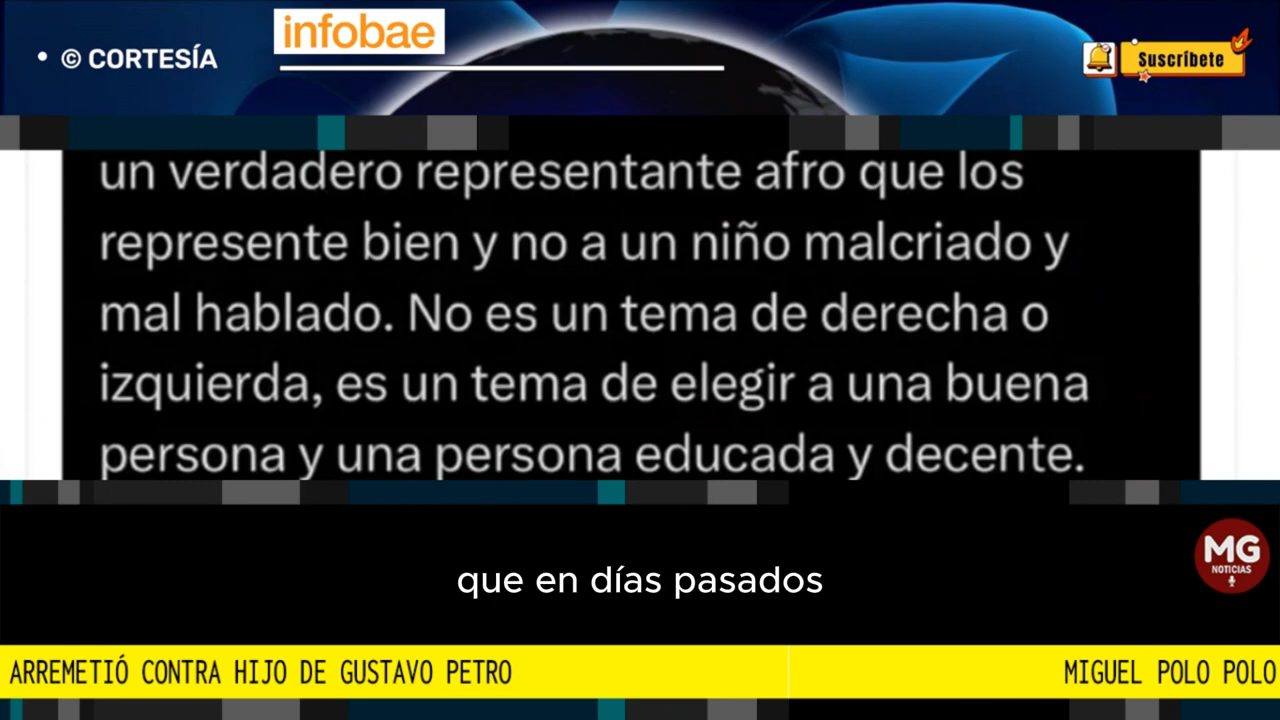 infobae
• © CORTESÍA
Suscríbete
un verdadero representante afro que los
represente bien y no a un niño malcriado y
mal hablado. No es un tema de derecha o
izquierda, es un tema de elegir a una buena
persona y una persona educada y decente.
MG
NOTICIAS
que en días pasados
ARREMETIÓ CONTRA HIJO DE GUSTAVO PETRO
MIGUEL POLO POLO